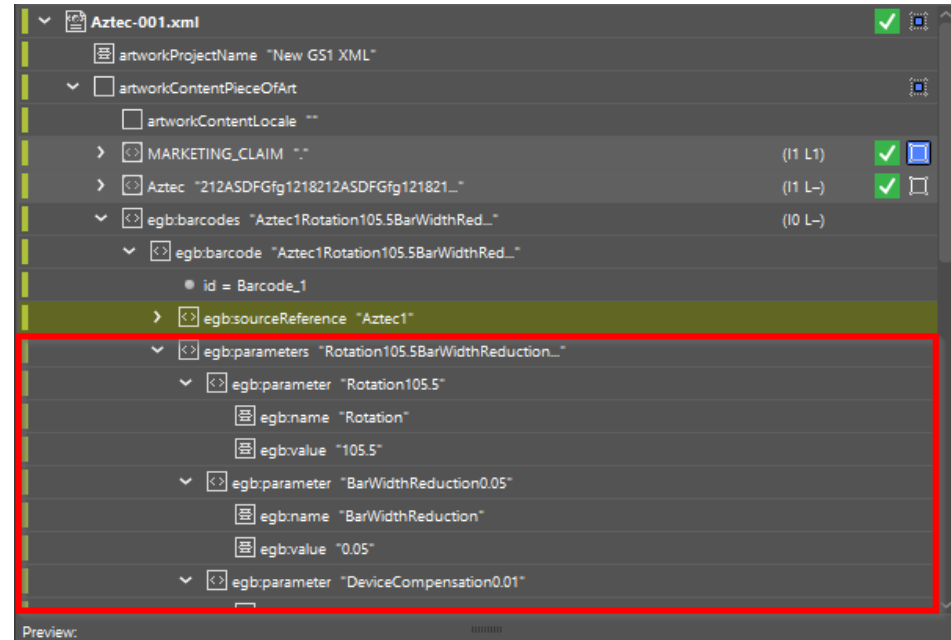 Aztec-001.xml
artworkProjectName "New GS1 XML"
artworkContentPieceOfArt
artworkContentLocale ""
MARKETING_CLAIM "." (I1 L1)
Aztec "212ASDFGfg1218212ASDFGfg121821..." (I1 L–)
egb:barcodes "Aztec1Rotation105.5BarWidthRed..." (I0 L–)
egb:barcode "Aztec1Rotation105.5BarWidthRed..."
id = Barcode_1
egb:sourceReference "Aztec1"
egb:parameters "Rotation105.5BarWidthReduction..."
egb:parameter "Rotation105.5"
egb:name "Rotation"
egb:value "105.5"
egb:parameter "BarWidthReduction0.05"
egb:name "BarWidthReduction"
egb:value "0.05"
egb:parameter "DeviceCompensation0.01"
Preview: